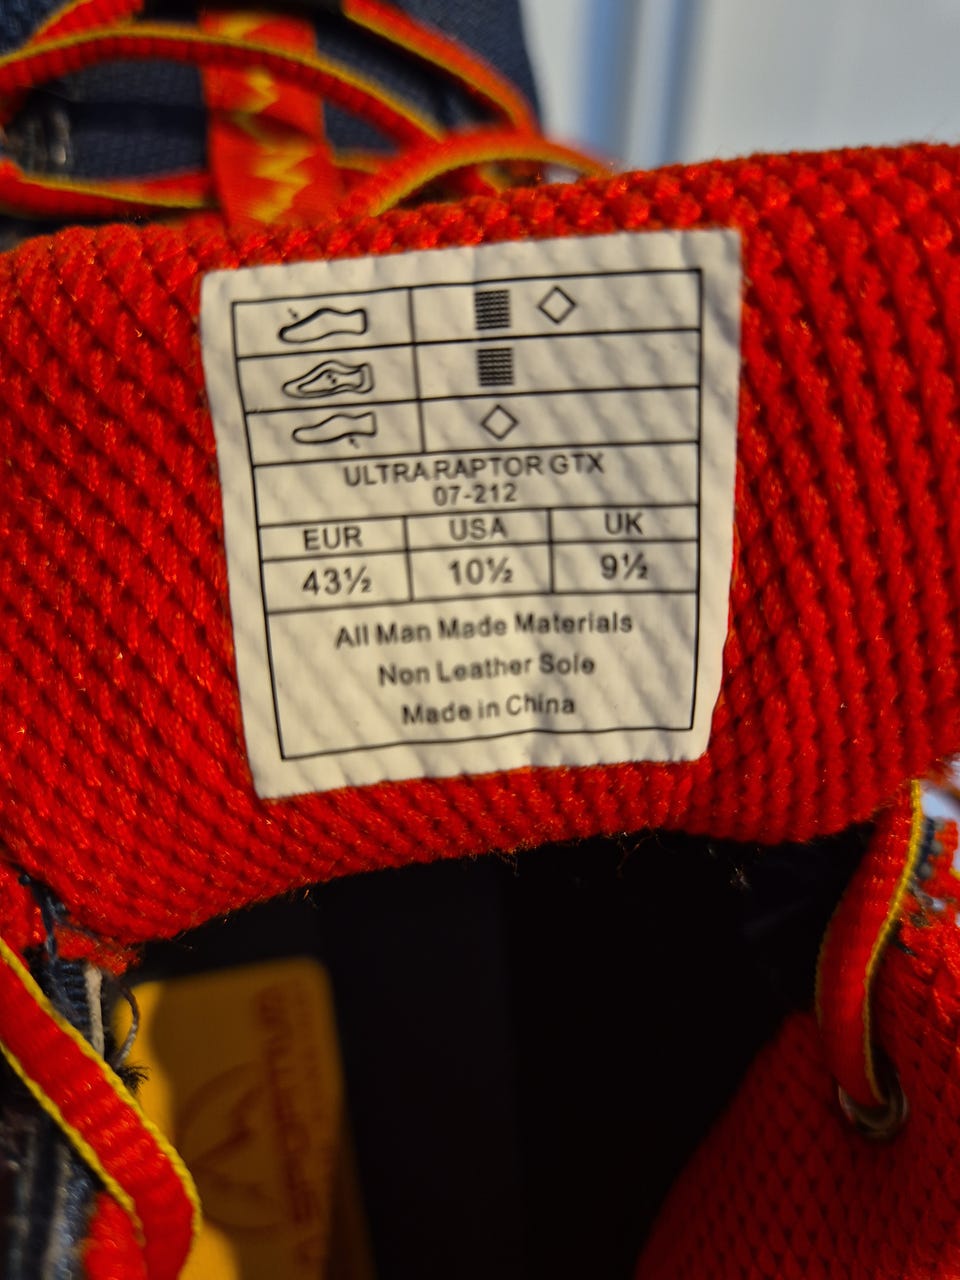 ULTRA RAPTOR GTX
07-212
EUR USA UK
43½ 10½ 9½
All Man Made Materials
Non Leather Sole
Made in China